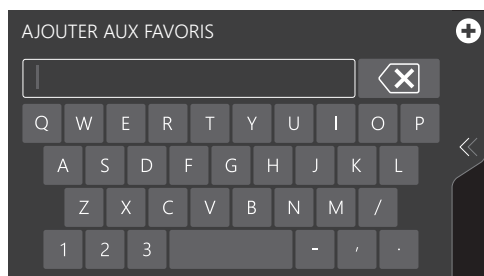 AJOUTER AUX FAVORIS
Q W E R T Y U I O P
A S D F G H J K L
Z X C V B N M /
1 2 3 - , .